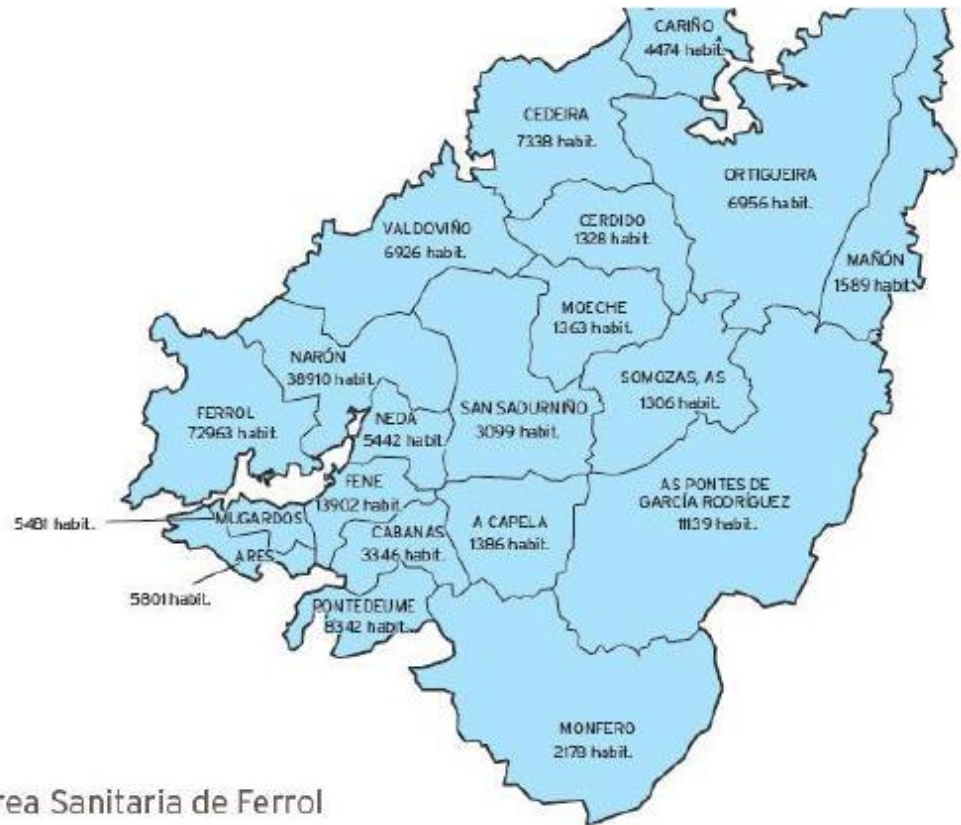 CARIÑO
4474 habit.
CEDEIRA
7338 habit.
ORTIGUEIRA
6956 habit.
CERDIDO
1328 habit.
VALDOVIÑO
6926 habit.
MAÑÓN
1589 habit.
MOECHE
1363 habit.
NARÓN
38910 habit.
SOMOZAS, AS
1306 habit.
FERROL
72963 habit.
NEDA
5442 habit.
SAN SADURNIÑO
3099 habit.
FENE
13902 habit.
AS PONTES DE
GARCÍA RODRÍGUEZ
11139 habit.
5481 habit.
MUGARDOS
CABANAS
3346 habit.
A CAPELA
1386 habit.
ARES
5801 habit.
PONTEDEUME
8342 habit.
MONFERO
2178 habit.
rea Sanitaria de Ferrol